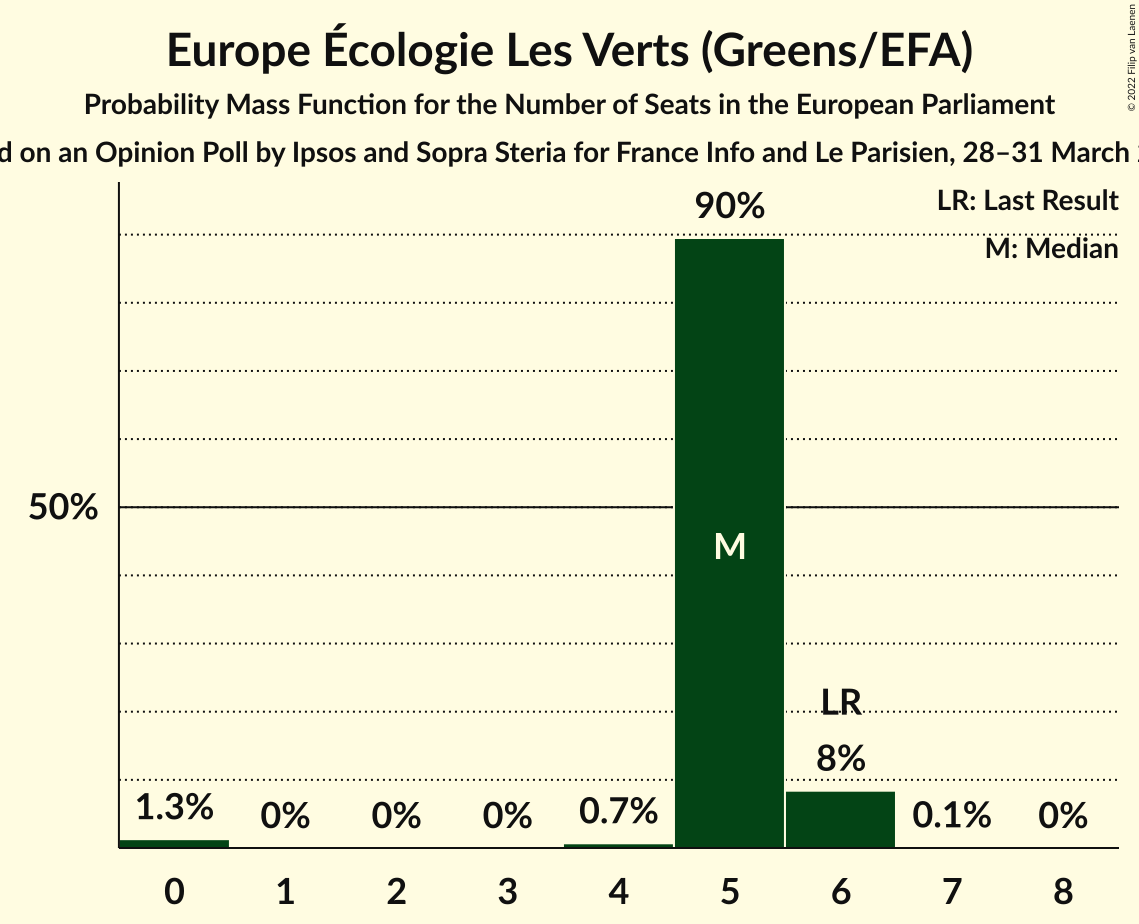 Europe Écologie Les Verts (Greens/EFA)
Probability Mass Function for the Number of Seats in the European Parliament
on an Opinion Poll by Ipsos and Sopra Steria for France Info and Le Parisien, 28–31 March
© 2022 Filip van Laenen
LR: Last Result
M: Median
90%
50%
M
LR
8%
1.3%
0%
0%
0%
0.7%
0.1%
0%
0
1
2
3
4
5
6
7
8